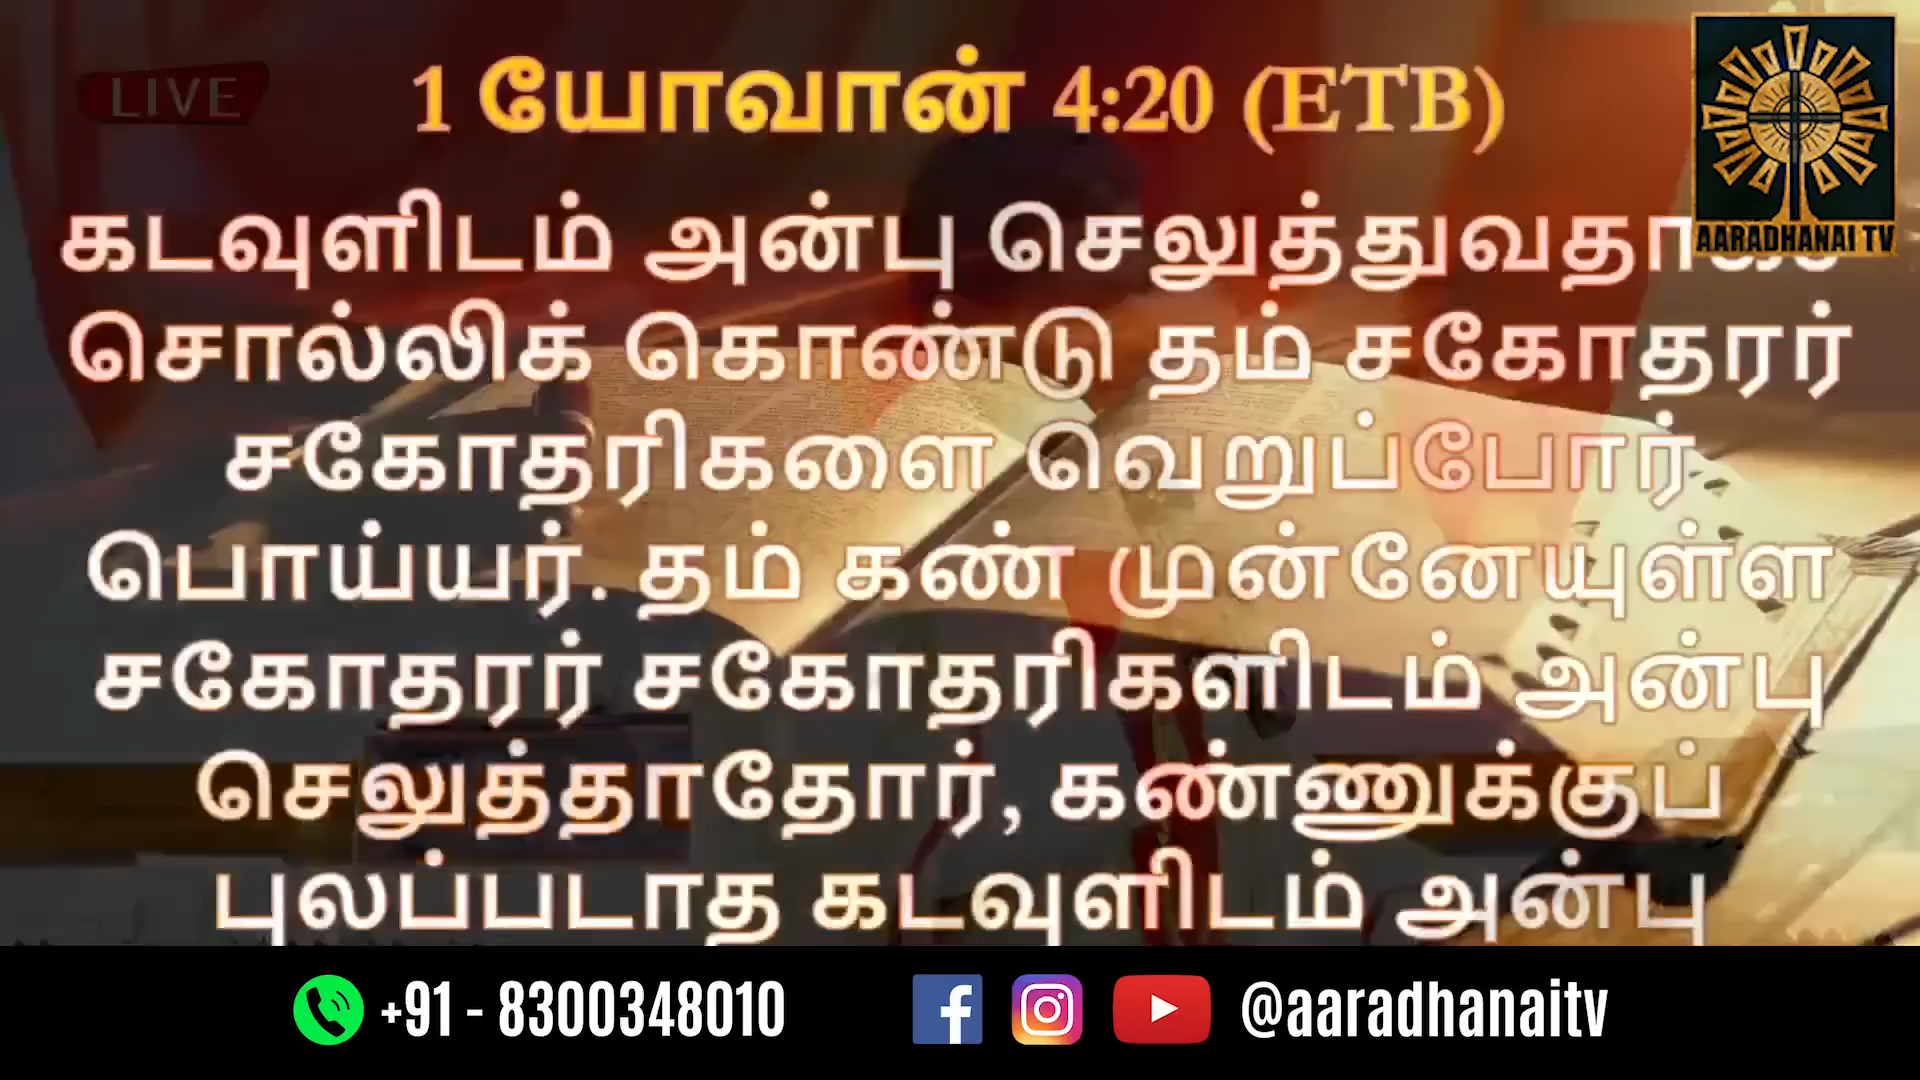 LIVE
1 யோவான் 4:20 (ETB)
கடவுளிடம் அன்பு செலுத்துவதாகச்
சொல்லிக் கொண்டு தம் சகோதரர்
சகோதரிகளை வெறுப்போர்
பொய்யர். தம் கண் முன்னேயுள்ள
சகோதரர் சகோதரிகளிடம் அன்பு
செலுத்தாதோர், கண்ணுக்குப்
புலப்படாத கடவுளிடம் அன்பு
AARADHANAI TV
+91 - 8300348010
@aaradhanaitv